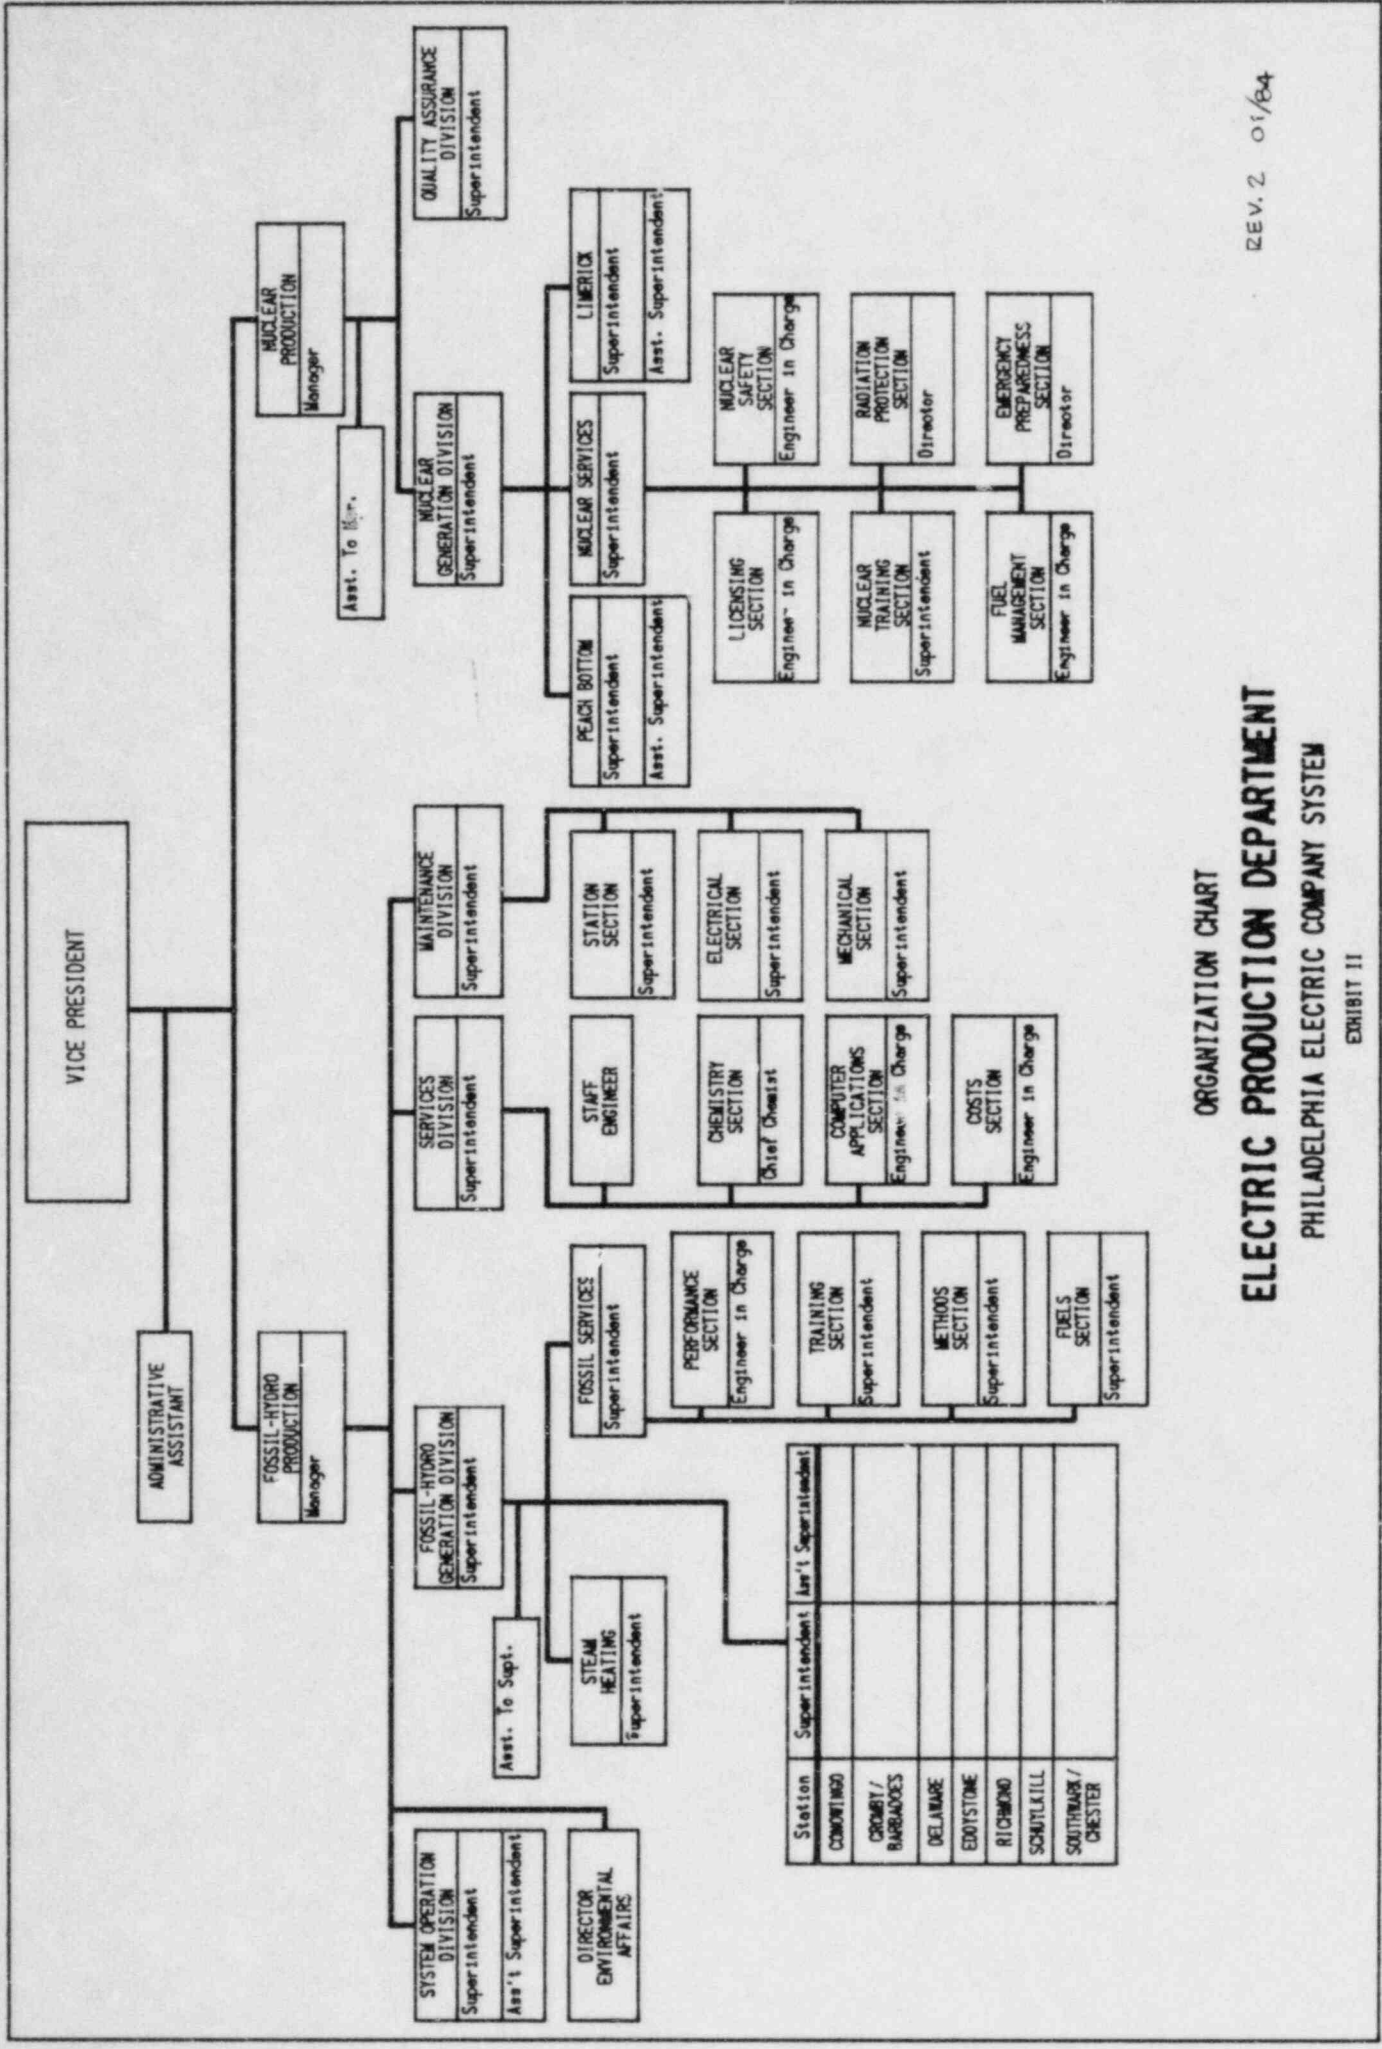 VICE PRESIDENT
ADMINISTRATIVE
ASSISTANT
FOSSIL-HYDRO
PRODUCTION
Manager
NUCLEAR
PRODUCTION
Manager
Asst. To Mgr.
SYSTEM OPERATION
DIVISION
Superintendent
Ass't Superintendent
FOSSIL-HYDRO
GENERATION DIVISION
Superintendent
SERVICES
DIVISION
Superintendent
MAINTENANCE
DIVISION
Superintendent
NUCLEAR
GENERATION DIVISION
Superintendent
QUALITY ASSURANCE
DIVISION
Superintendent
Asst. To Supt.
DIRECTOR
ENVIRONMENTAL
AFFAIRS
STEAM
HEATING
Superintendent
FOSSIL SERVICES
Superintendent
PERFORMANCE
SECTION
Engineer in Charge
TRAINING
SECTION
Superintendent
METHODS
SECTION
Superintendent
FUELS
SECTION
Superintendent
Station Superintendent Ass't Superintendent
CONOWINGO
CROMBY/
BARBADOES
DELAWARE
EDDYSTONE
RICHMOND
SCHUYLKILL
SOUTHWARK/
CHESTER
STAFF
ENGINEER
CHEMISTRY
SECTION
Chief Chemist
COMPUTER
APPLICATIONS
SECTION
Engineer in Charge
COSTS
SECTION
Engineer in Charge
STATION
SECTION
Superintendent
ELECTRICAL
SECTION
Superintendent
MECHANICAL
SECTION
Superintendent
PEACH BOTTOM
Superintendent
Asst. Superintendent
NUCLEAR SERVICES
Superintendent
LIMERICK
Superintendent
Asst. Superintendent
LICENSING
SECTION
Engineer in Charge
NUCLEAR
SAFETY
SECTION
Engineer in Charge
NUCLEAR
TRAINING
SECTION
Superintendent
RADIATION
PROTECTION
SECTION
Director
FUEL
MANAGEMENT
SECTION
Engineer in Charge
EMERGENCY
PREPAREDNESS
SECTION
Director
ORGANIZATION CHART
ELECTRIC PRODUCTION DEPARTMENT
PHILADELPHIA ELECTRIC COMPANY SYSTEM
EXHIBIT II
REV. 2 01/84